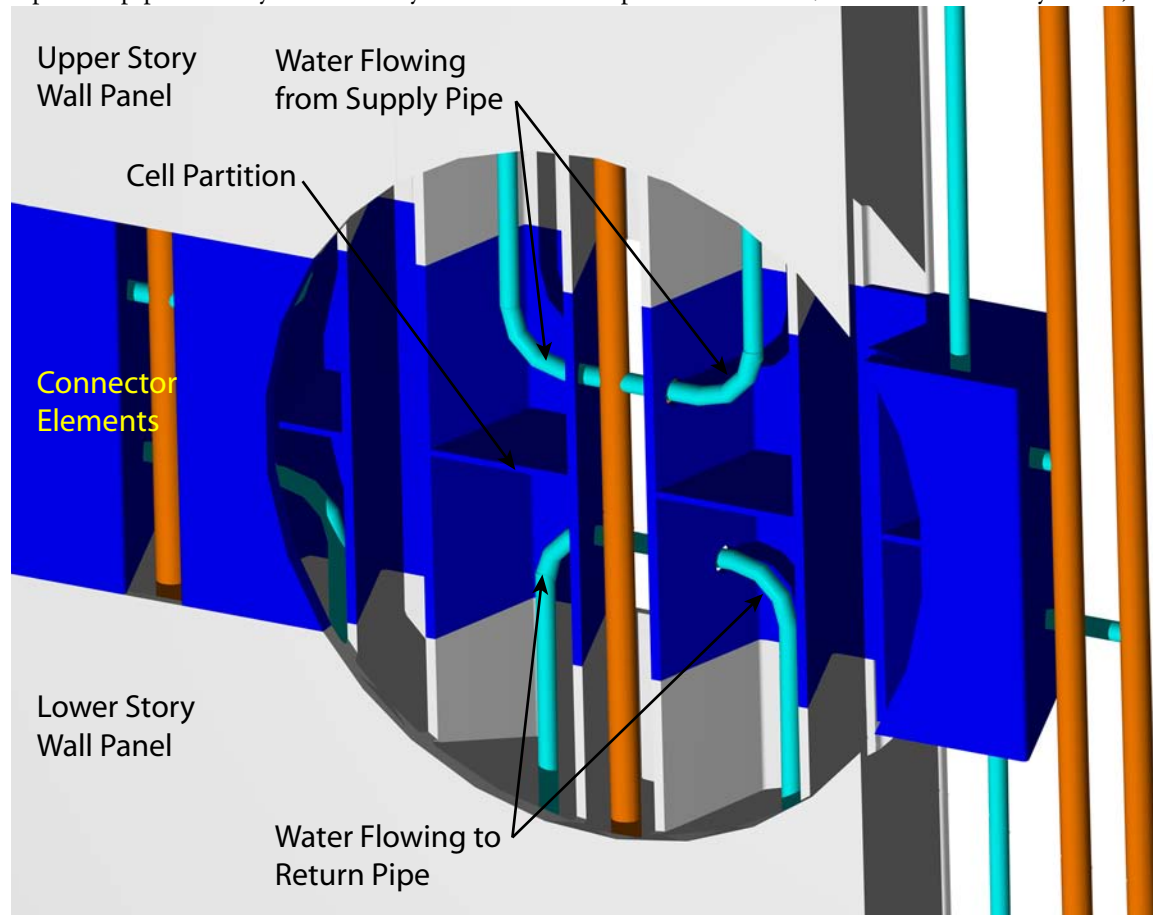 Upper Story
Wall Panel
Water Flowing
from Supply Pipe
Cell Partition
Connector
Elements
Lower Story
Wall Panel
Water Flowing to
Return Pipe